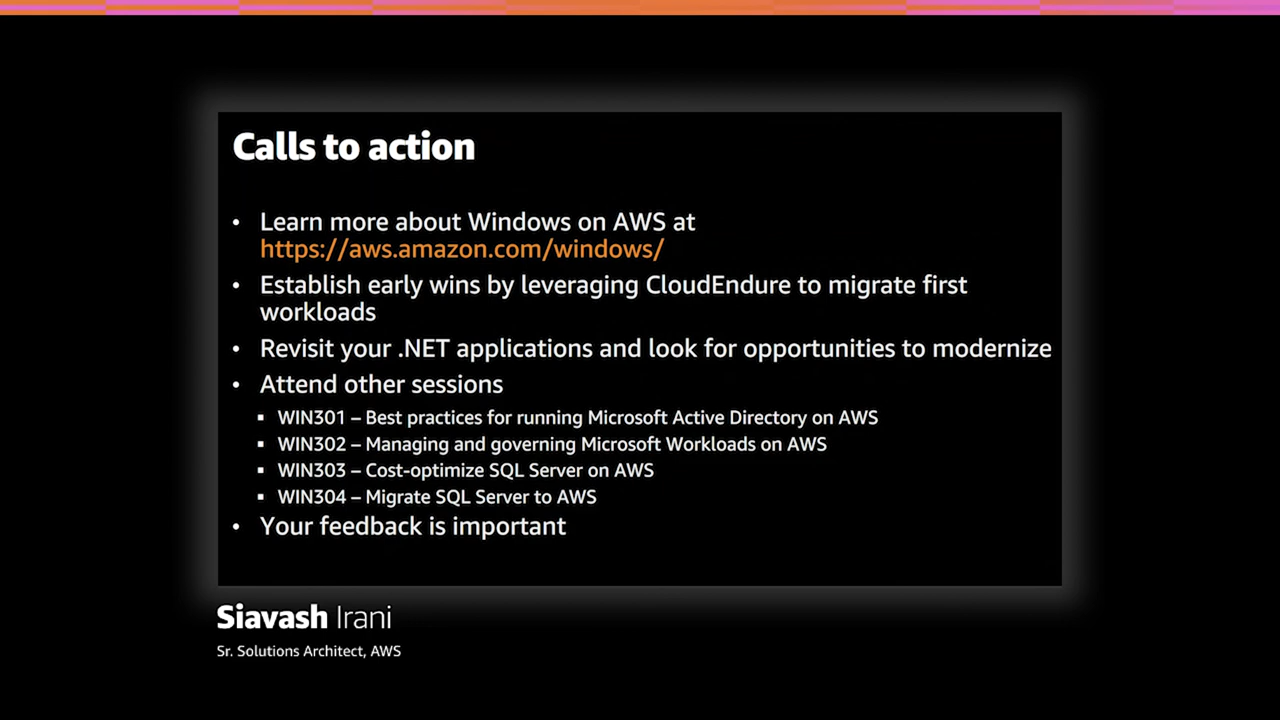 Calls to action
• Learn more about Windows on AWS at
https://aws.amazon.com/windows/
• Establish early wins by leveraging CloudEndure to migrate first
workloads
• Revisit your .NET applications and look for opportunities to modernize
• Attend other sessions
▪ WIN301 – Best practices for running Microsoft Active Directory on AWS
▪ WIN302 – Managing and governing Microsoft Workloads on AWS
▪ WIN303 – Cost-optimize SQL Server on AWS
▪ WIN304 – Migrate SQL Server to AWS
• Your feedback is important
Siavash Irani
Sr. Solutions Architect, AWS